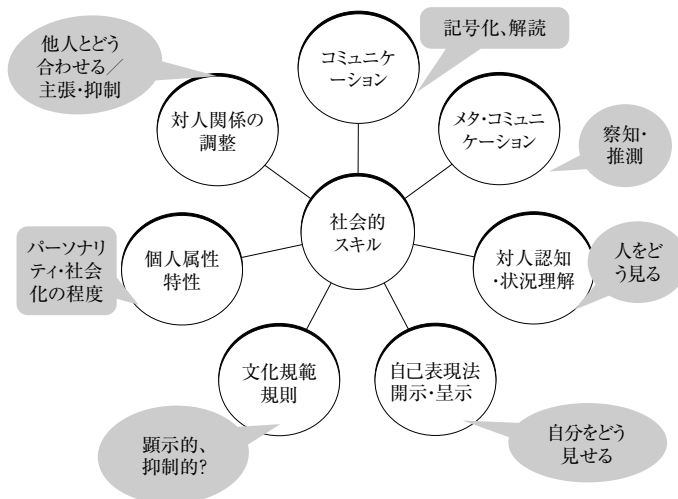 他人とどう
合わせる／
主張・抑制
コミュニケ
ーション
記号化、解読
対人関係の
調整
メタ・コミュニ
ケーション
察知・
推測
社会的
スキル
パーソナリ
ティ・社会
化の程度
個人属性
特性
対人認知
・状況理解
人をど
う見る
文化規範
規則
自己表現法
開示・呈示
顕示的、
抑制的?
自分をどう
見せる